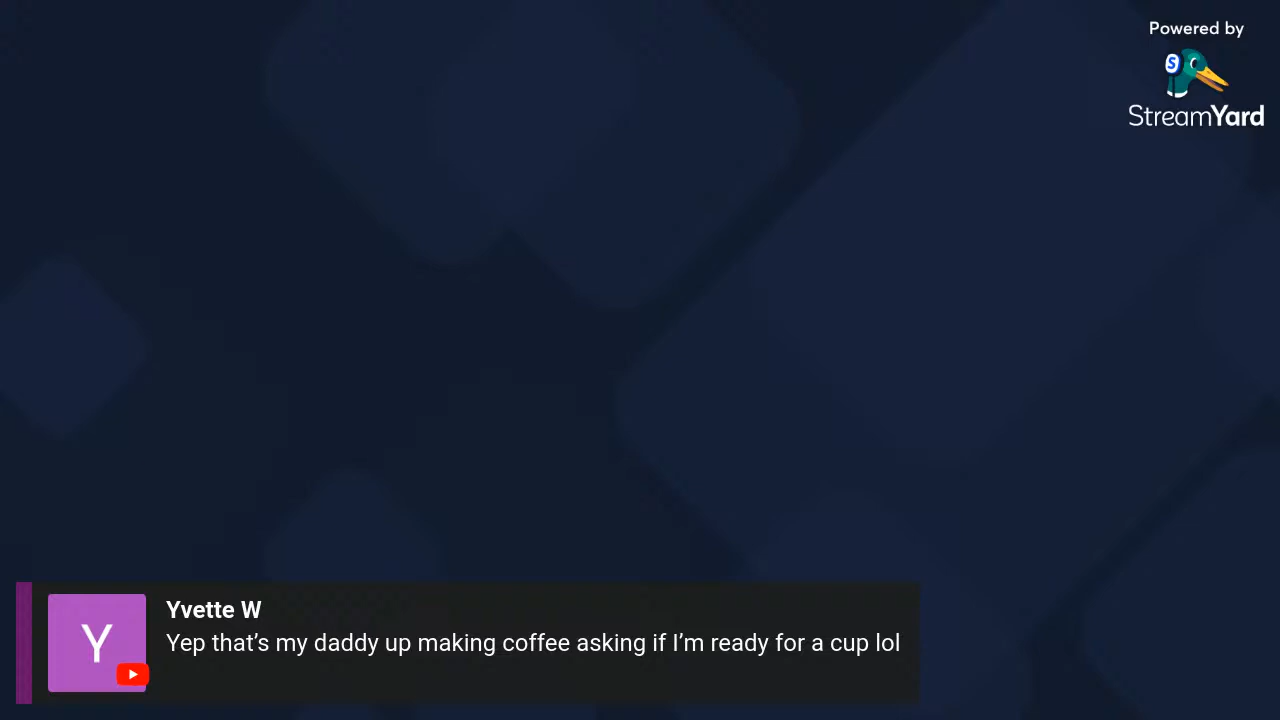 Powered by
S
StreamYard
Y
Yvette W
Yep that’s my daddy up making coffee asking if I’m ready for a cup lol